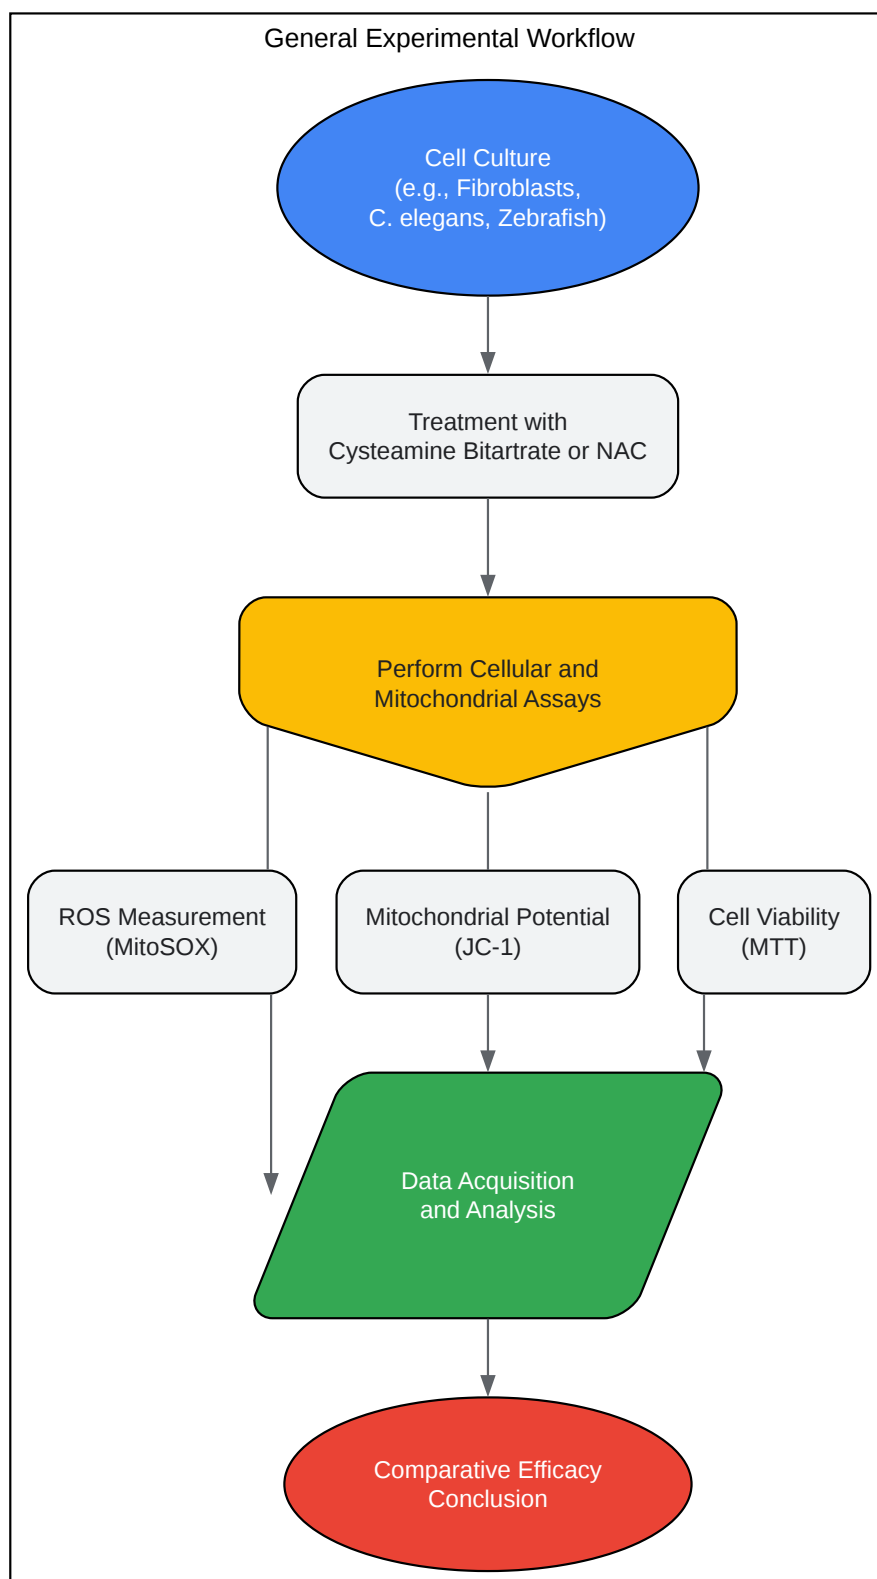 General Experimental Workflow
Cell Culture
(e.g., Fibroblasts,
C. elegans, Zebrafish)
Treatment with
Cysteamine Bitartrate or NAC
Perform Cellular and
Mitochondrial Assays
ROS Measurement
(MitoSOX)
Mitochondrial Potential
(JC-1)
Cell Viability
(MTT)
Data Acquisition
and Analysis
Comparative Efficacy
Conclusion